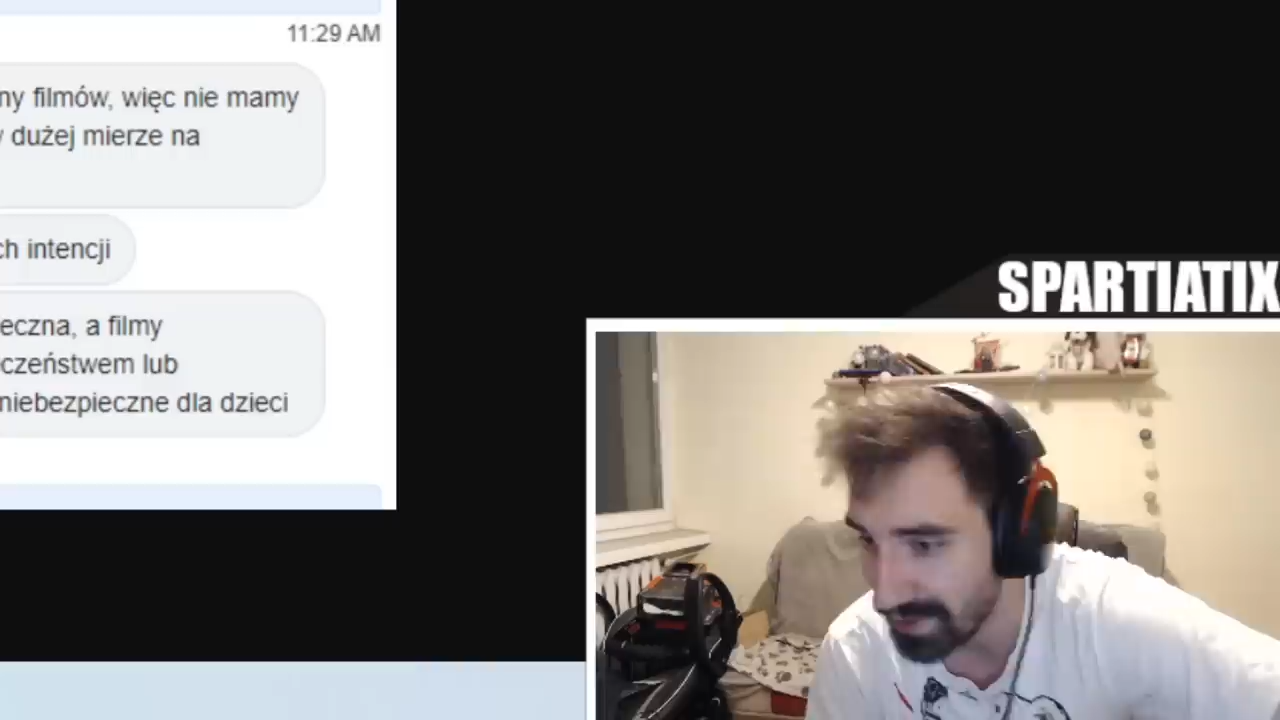 11:29 AM
ny filmów, więc nie mamy
dużej mierze na
ch intencji
eczna, a filmy
czeństwem lub
niebezpieczne dla dzieci
SPARTIATIX